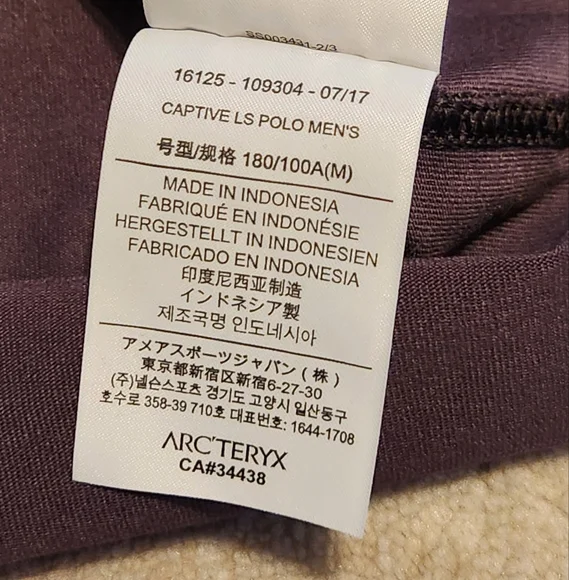 SS003431-2/3
16125 - 109304 - 07/17
CAPTIVE LS POLO MEN'S
号型/规格 180/100A(M)
MADE IN INDONESIA
FABRIQUÉ EN INDONÉSIE
HERGESTELLT IN INDONESIEN
FABRICADO EN INDONESIA
印度尼西亚制造
インドネシア製
제조국명 인도네시아
アメアスポーツジャパン（株）
東京都新宿区新宿6-27-30
(주)넬슨스포츠 경기도 고양시 일산동구
호수로 358-39 710호 대표번호: 1644-1708
ARC'TERYX
CA#34438